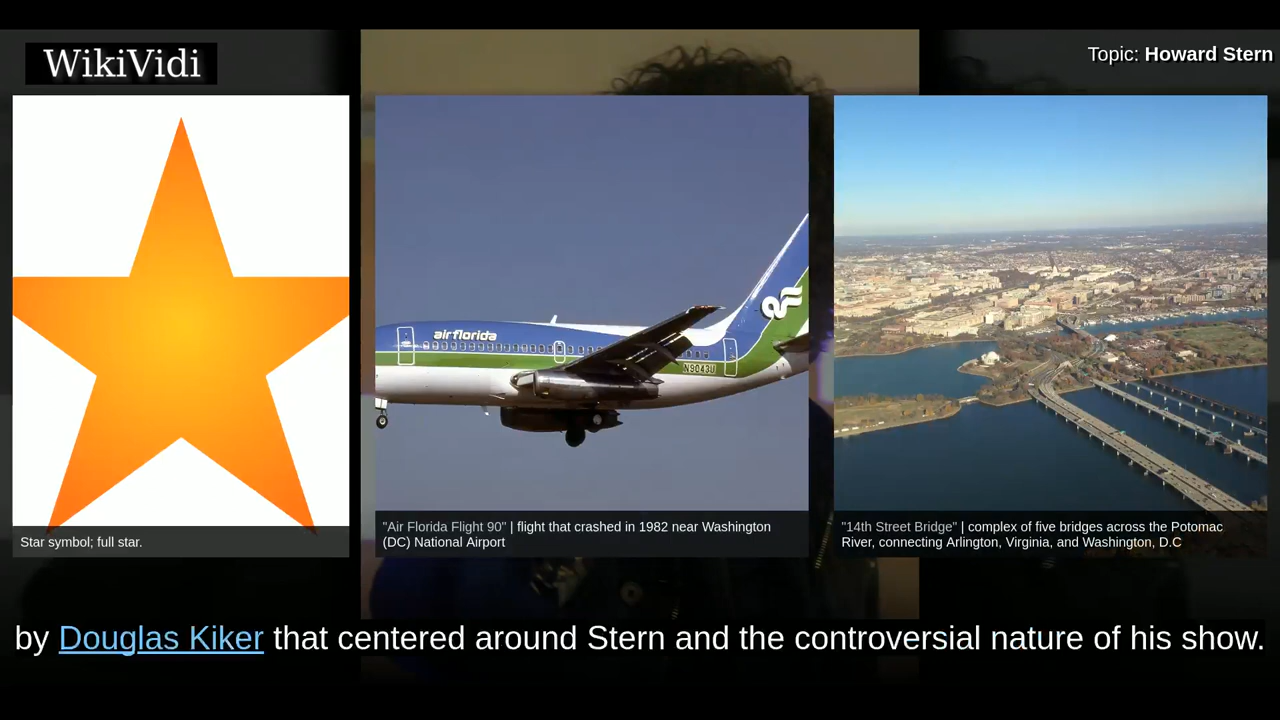 WikiVidi
Topic: Howard Stern
air florida
N9043U
Star symbol; full star.
"Air Florida Flight 90" | flight that crashed in 1982 near Washington
(DC) National Airport
"14th Street Bridge" | complex of five bridges across the Potomac
River, connecting Arlington, Virginia, and Washington, D.C
by Douglas Kiker that centered around Stern and the controversial nature of his show.